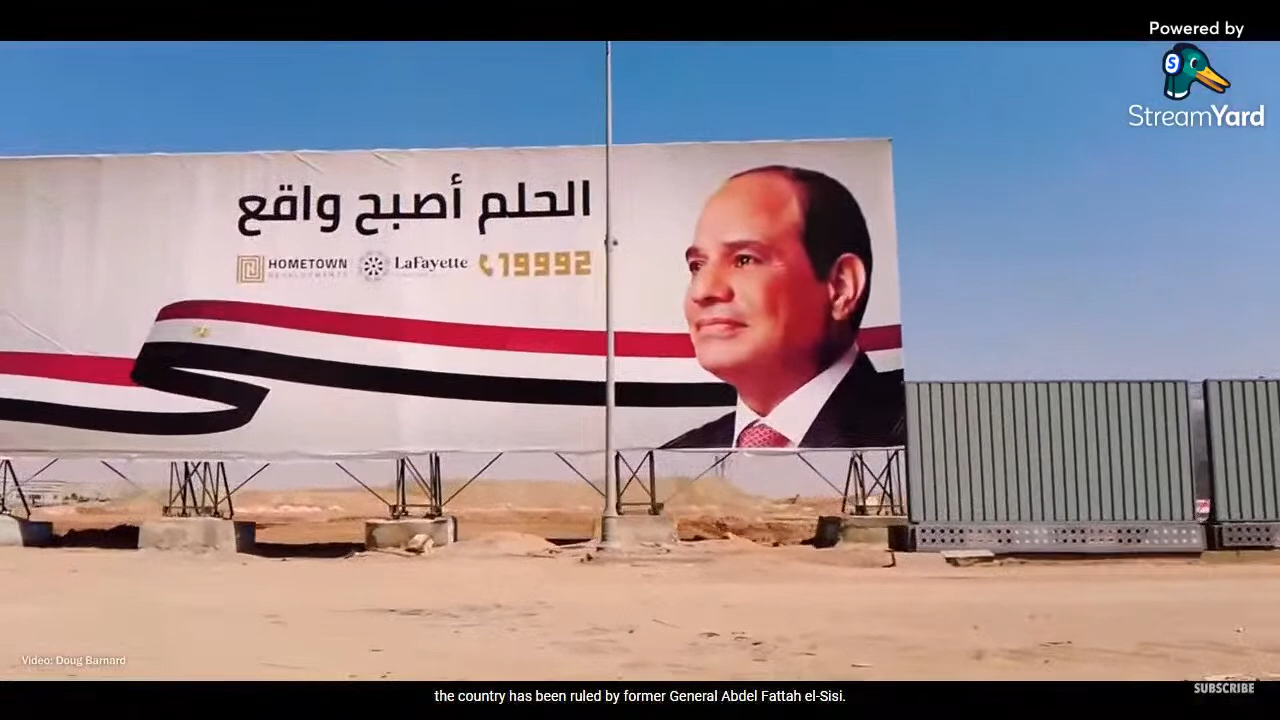 Powered by
StreamYard
الحلم أصبح واقع
HOMETOWN
DEVELOPMENTS
LaFayette
19992
Video: Doug Barnard
the country has been ruled by former General Abdel Fattah el-Sisi.
SUBSCRIBE